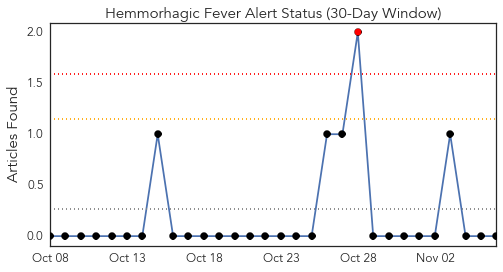 Hemmorhagic Fever Alert Status (30-Day Window)
Articles Found
2.0
1.5
1.0
0.5
0.0
Oct 08 Oct 13 Oct 18 Oct 23 Oct 28 Nov 02